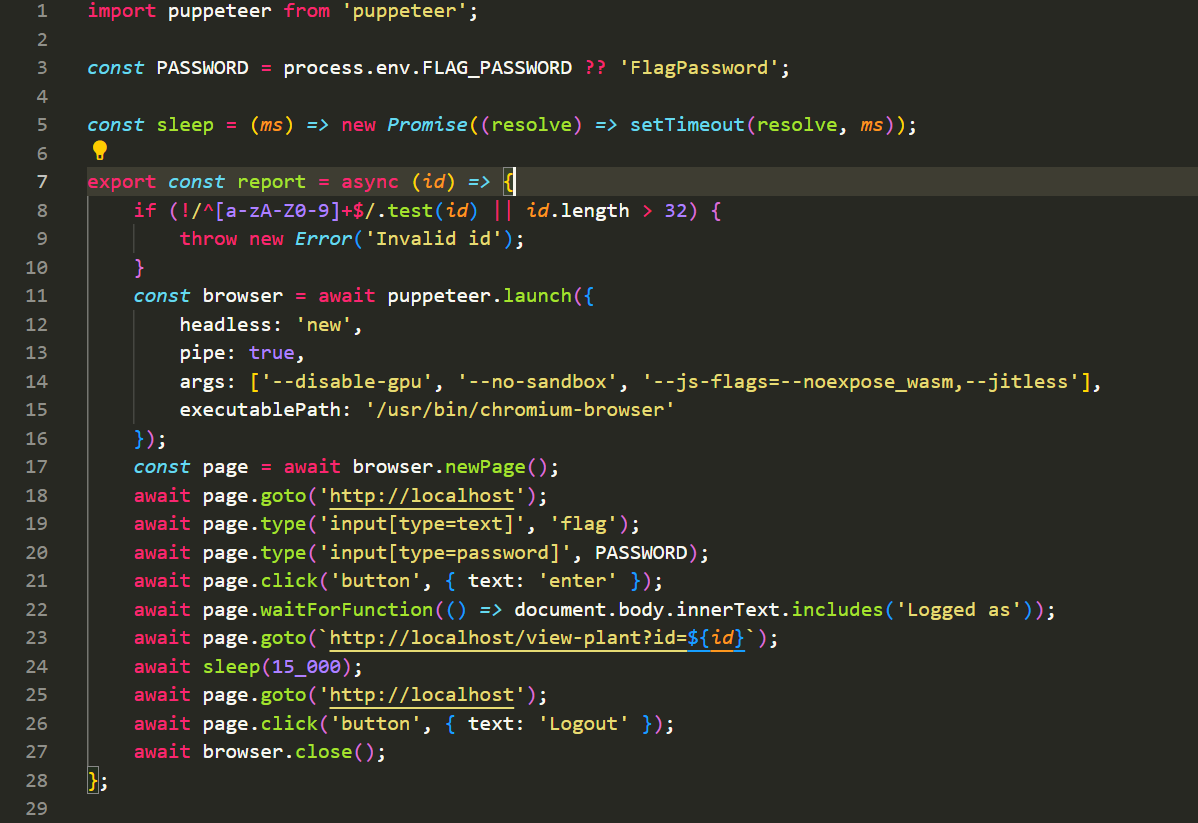 1 import puppeteer from 'puppeteer';
2
3 const PASSWORD = process.env.FLAG_PASSWORD ?? 'FlagPassword';
4
5 const sleep = (ms) => new Promise((resolve) => setTimeout(resolve, ms));
6
7 export const report = async (id) => {
8     if (!/^[a-zA-Z0-9]+$/.test(id) || id.length > 32) {
9         throw new Error('Invalid id');
10     }
11     const browser = await puppeteer.launch({
12         headless: 'new',
13         pipe: true,
14         args: ['--disable-gpu', '--no-sandbox', '--js-flags=--noexpose_wasm,--jitless'],
15         executablePath: '/usr/bin/chromium-browser'
16     });
17     const page = await browser.newPage();
18     await page.goto('http://localhost');
19     await page.type('input[type=text]', 'flag');
20     await page.type('input[type=password]', PASSWORD);
21     await page.click('button', { text: 'enter' });
22     await page.waitForFunction(() => document.body.innerText.includes('Logged as'));
23     await page.goto(`http://localhost/view-plant?id=${id}`);
24     await sleep(15_000);
25     await page.goto('http://localhost');
26     await page.click('button', { text: 'Logout' });
27     await browser.close();
28 };
29